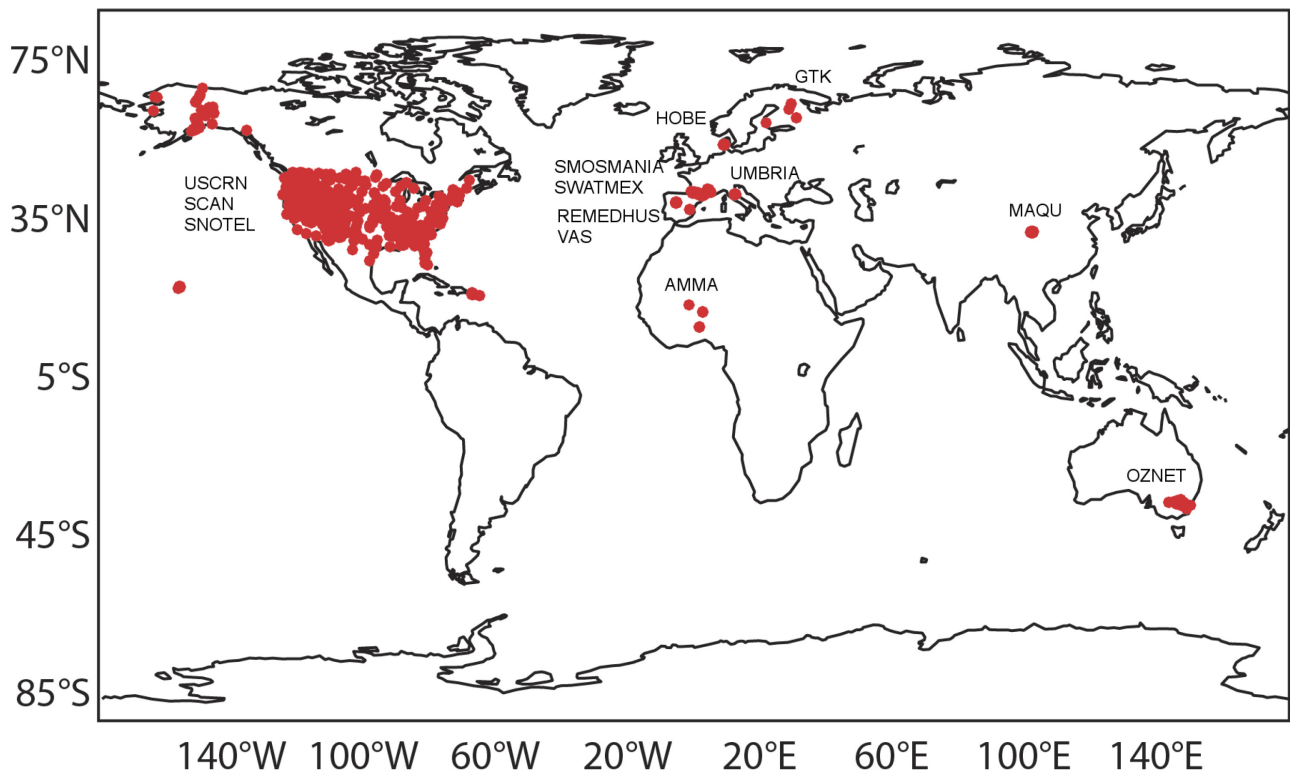 75°N
35°N
5°S
45°S
85°S
GTK
HOBE
SMOSMANIA
SWATMEX
UMBRIA
USCRN
SCAN
SNOTEL
REMEDHUS
VAS
MAQU
AMMA
OZNET
140°W 100°W 60°W 20°W 20°E 60°E 100°E 140°E